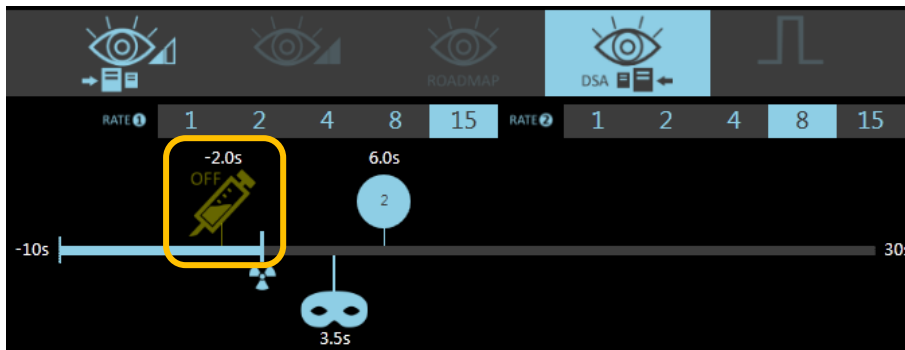 ROADMAP
DSA
RATE 1 1 2 4 8 15 RATE 2 1 2 4 8 15
-2.0s 6.0s
OFF
2
-10s 30s
3.5s